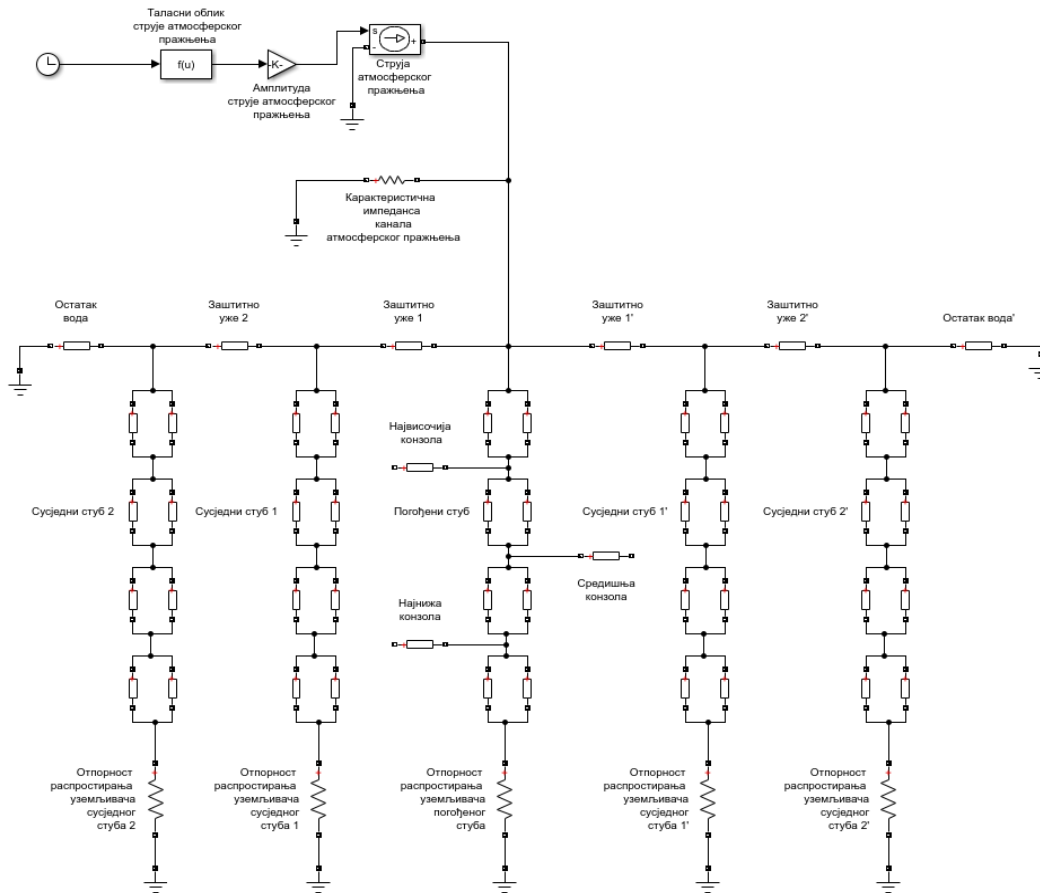 Таласни облик
струје атмосферског
пражњења
s
-
+
f(u)
-K-
Струја
атмосферског
пражњења
Амплитуда
струје атмосферског
пражњења
Карактеристична
импеданса
канала
атмосферског пражњења
Остатак
вода
Заштитно
уже 2
Заштитно
уже 1
Заштитно
уже 1'
Заштитно
уже 2'
Остатак вода'
Највисочија
конзола
Сусједни стуб 2
Сусједни стуб 1
Погођени стуб
Сусједни стуб 1'
Сусједни стуб 2'
Средишња
конзола
Најнижа
конзола
Отпорност
распростирања
уземљивача
сусједног
стуба 2
Отпорност
распростирања
уземљивача
сусједног
стуба 1
Отпорност
распростирања
уземљивача
погођеног
стуба
Отпорност
распростирања
уземљивача
сусједног
стуба 1'
Отпорност
распростирања
уземљивача
сусједног
стуба 2'